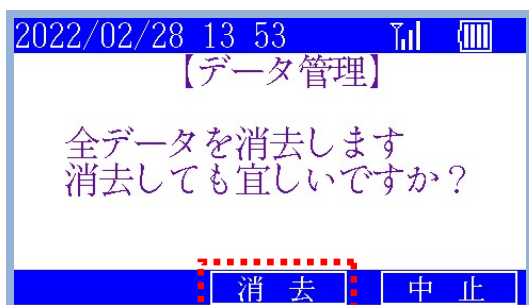 2022/02/28 13 53
【データ管理】
全データを消去します
消去しても宜しいですか？
消 去 中 止